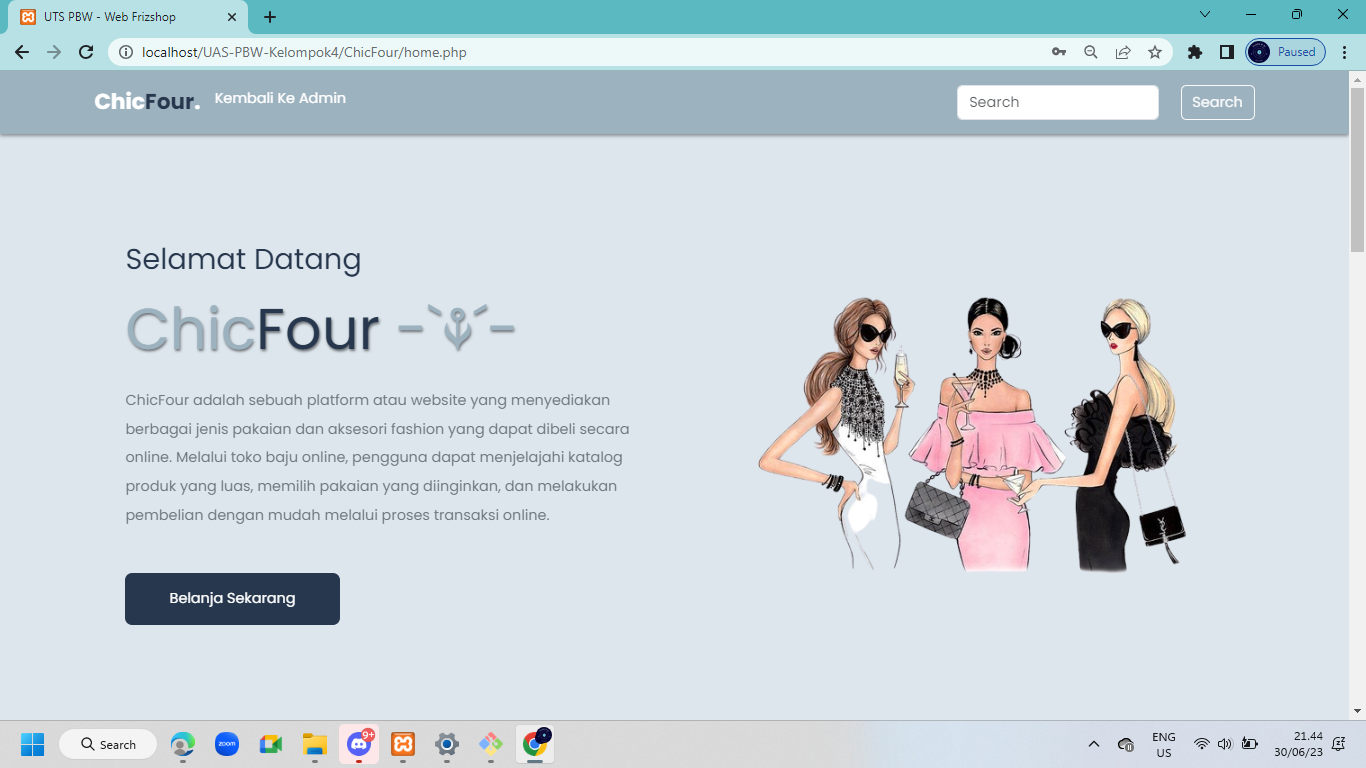 UTS PBW - Web Frizshop
localhost/UAS-PBW-Kelompok4/ChicFour/home.php
Paused
ChicFour.
Kembali Ke Admin
Search
Search
Selamat Datang
ChicFour
ChicFour adalah sebuah platform atau website yang menyediakan
berbagai jenis pakaian dan aksesori fashion yang dapat dibeli secara
online. Melalui toko baju online, pengguna dapat menjelajahi katalog
produk yang luas, memilih pakaian yang diinginkan, dan melakukan
pembelian dengan mudah melalui proses transaksi online.
Belanja Sekarang
Search
zoom
9+
ENG
US
21.44
30/06/23